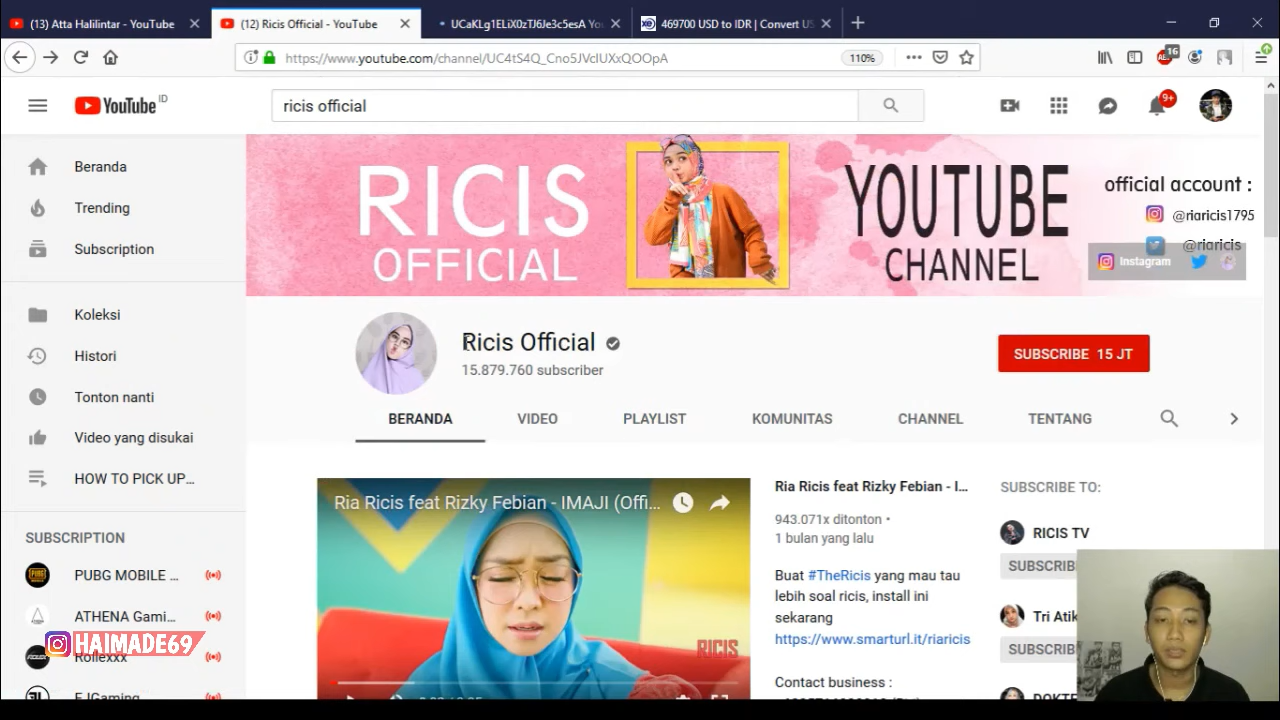 (13) Atta Halilintar - YouTube
(12) Ricis Official - YouTube
UCaKLg1ELiX0zTJ6Je3c5esA You
469700 USD to IDR | Convert US
https://www.youtube.com/channel/UC4tS4Q_Cno5JVcIUXxQOOpA
110%
16
YouTube ID
ricis official
9+
Beranda
Trending
Subscription
Koleksi
Histori
Tonton nanti
Video yang disukai
HOW TO PICK UP...
SUBSCRIPTION
PUBG MOBILE ...
ATHENA Gami...
Rollexxx
HAIMADE69
RICIS
OFFICIAL
YOUTUBE
CHANNEL
official account :
@riaricis1795
@riaricis
Instagram
Ricis Official
15.879.760 subscriber
SUBSCRIBE 15 JT
BERANDA
VIDEO
PLAYLIST
KOMUNITAS
CHANNEL
TENTANG
Ria Ricis feat Rizky Febian - IMAJI (Offi...
RICIS
Ria Ricis feat Rizky Febian - I...
943.071x ditonton •
1 bulan yang lalu
Buat #TheRicis yang mau tau
lebih soal ricis, install ini
sekarang
https://www.smarturl.it/riaricis
Contact business :
SUBSCRIBE TO:
RICIS TV
SUBSCRIB
Tri Atik
SUBSCRIB